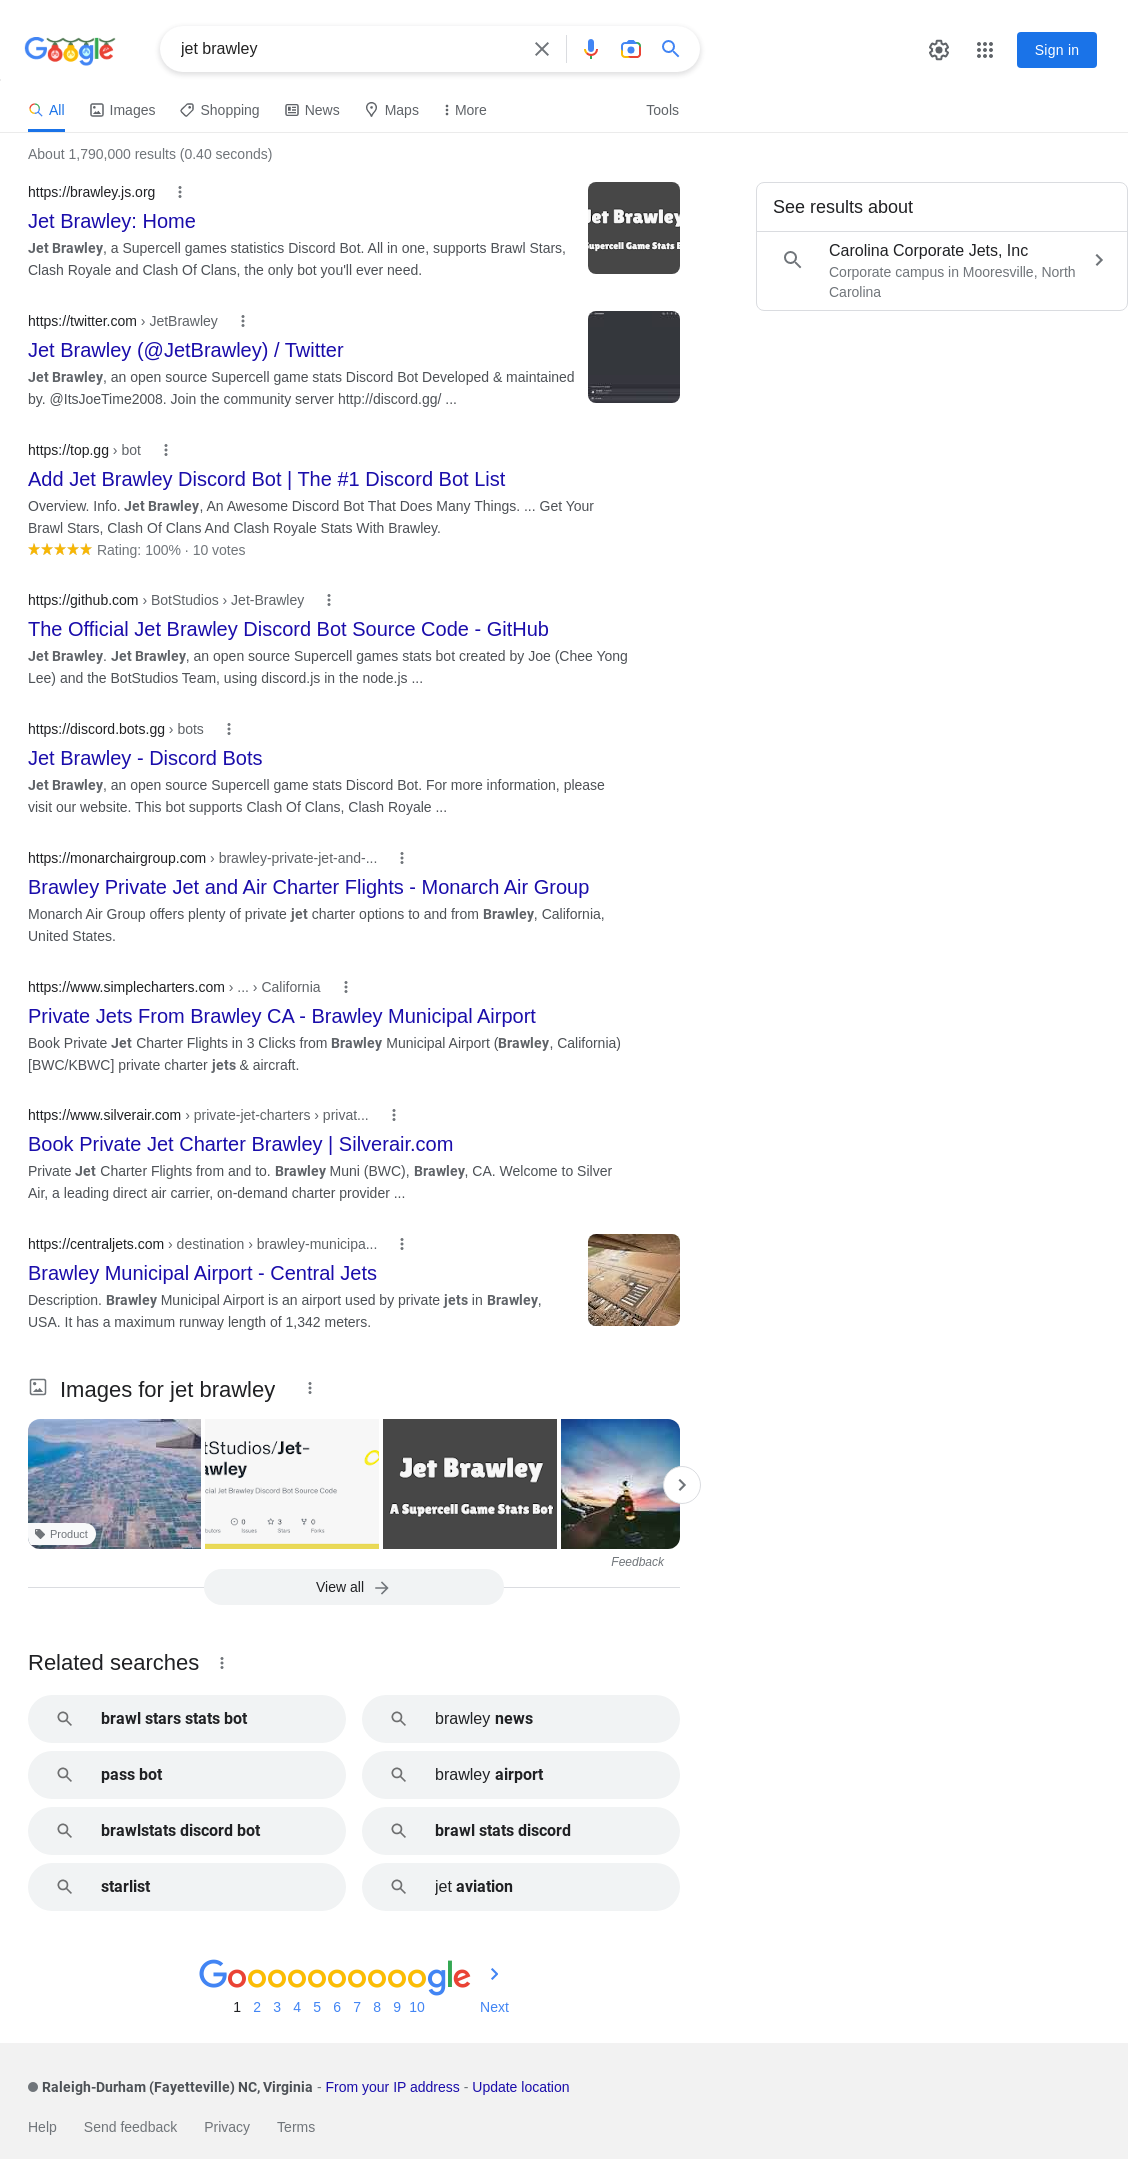 Google
jet brawley
Sign in
All
Images
Shopping
News
Maps
More
Tools
About 1,790,000 results (0.40 seconds)
https://brawley.js.org
Jet Brawley: Home
Jet Brawley, a Supercell games statistics Discord Bot. All in one, supports Brawl Stars,
Clash Royale and Clash Of Clans, the only bot you'll ever need.
Jet Brawley
Supercell Game Stats B
See results about
Carolina Corporate Jets, Inc
Corporate campus in Mooresville, North
Carolina
https://twitter.com › JetBrawley
Jet Brawley (@JetBrawley) / Twitter
Jet Brawley, an open source Supercell game stats Discord Bot Developed & maintained
by. @ItsJoeTime2008. Join the community server http://discord.gg/ ...
https://top.gg › bot
Add Jet Brawley Discord Bot | The #1 Discord Bot List
Overview. Info. Jet Brawley, An Awesome Discord Bot That Does Many Things. ... Get Your
Brawl Stars, Clash Of Clans And Clash Royale Stats With Brawley.
Rating: 100% · 10 votes
https://github.com › BotStudios › Jet-Brawley
The Official Jet Brawley Discord Bot Source Code - GitHub
Jet Brawley. Jet Brawley, an open source Supercell games stats bot created by Joe (Chee Yong
Lee) and the BotStudios Team, using discord.js in the node.js ...
https://discord.bots.gg › bots
Jet Brawley - Discord Bots
Jet Brawley, an open source Supercell game stats Discord Bot. For more information, please
visit our website. This bot supports Clash Of Clans, Clash Royale ...
https://monarchairgroup.com › brawley-private-jet-and-...
Brawley Private Jet and Air Charter Flights - Monarch Air Group
Monarch Air Group offers plenty of private jet charter options to and from Brawley, California,
United States.
https://www.simplecharters.com › ... › California
Private Jets From Brawley CA - Brawley Municipal Airport
Book Private Jet Charter Flights in 3 Clicks from Brawley Municipal Airport (Brawley, California)
[BWC/KBWC] private charter jets & aircraft.
https://www.silverair.com › private-jet-charters › privat...
Book Private Jet Charter Brawley | Silverair.com
Private Jet Charter Flights from and to. Brawley Muni (BWC), Brawley, CA. Welcome to Silver
Air, a leading direct air carrier, on-demand charter provider ...
https://centraljets.com › destination › brawley-municipa...
Brawley Municipal Airport - Central Jets
Description. Brawley Municipal Airport is an airport used by private jets in Brawley,
USA. It has a maximum runway length of 1,342 meters.
Images for jet brawley
Product
tStudios/Jet-
awley
cial Jet Brawley Discord Bot Source Code
0 3 0
utors Issues Stars Forks
Jet Brawley
A Supercell Game Stats Bot
Feedback
View all
Related searches
brawl stars stats bot
brawley news
pass bot
brawley airport
brawlstats discord bot
brawl stats discord
starlist
jet aviation
Goooooooooogle
1 2 3 4 5 6 7 8 9 10 Next
Raleigh-Durham (Fayetteville) NC, Virginia - From your IP address - Update location
Help Send feedback Privacy Terms